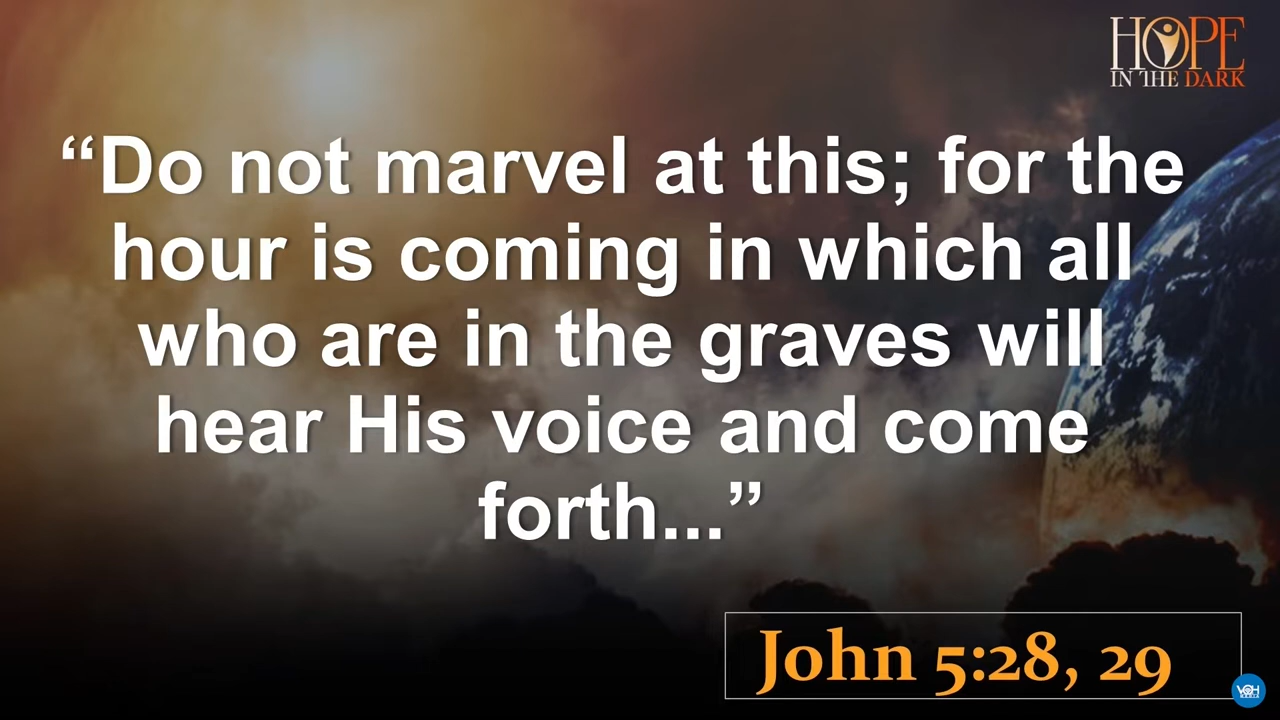 HOPE
IN THE DARK
“Do not marvel at this; for the
hour is coming in which all
who are in the graves will
hear His voice and come
forth...”
John 5:28, 29
VOH